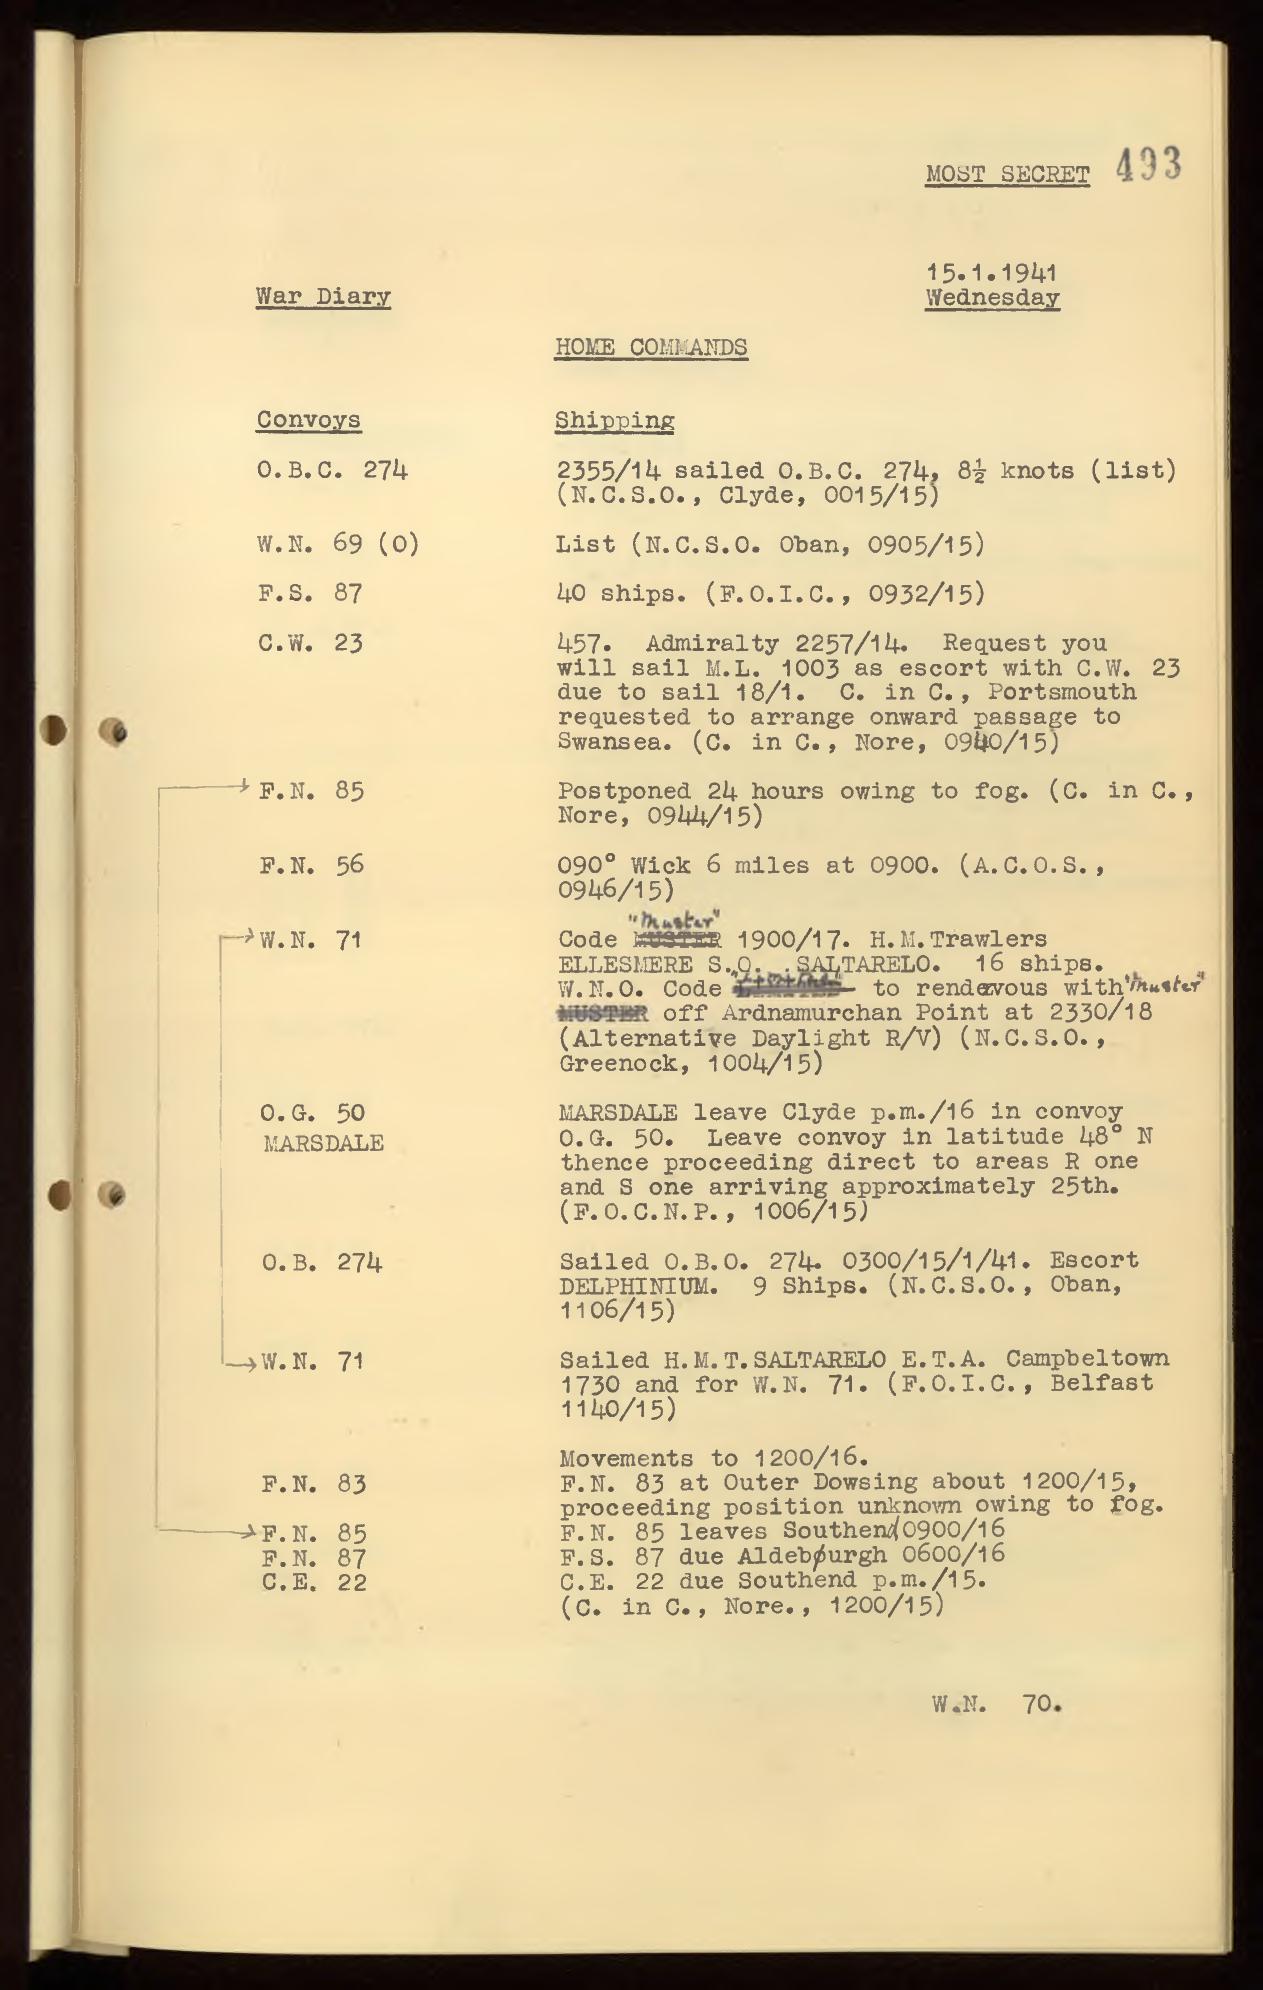 MOST SECRET 493
15.1.1941
War Diary Wednesday
HOME COMMANDS
Convoys Shipping
O.B.C. 274 2355/14 sailed O.B.C. 274, 8½ knots (list)
(N.C.S.O., Clyde, 0015/15)
W.N. 69 (O) List (N.C.S.O. Oban, 0905/15)
F.S. 87 40 ships. (F.O.I.C., 0932/15)
C.W. 23 457. Admiralty 2257/14. Request you
will sail M.L. 1003 as escort with C.W. 23
due to sail 18/1. C. in C., Portsmouth
requested to arrange onward passage to
Swansea. (C. in C., Nore, 0940/15)
F.N. 85 Postponed 24 hours owing to fog. (C. in C.,
Nore, 0944/15)
F.N. 56 090° Wick 6 miles at 0900. (A.C.O.S.,
0946/15)
"Muster"
W.N. 71 Code MUSTER 1900/17. H.M.Trawlers
ELLESMERE S.O. SALTARELO. 16 ships.
W.N.O. Code to rendezvous with "Muster"
MUSTER off Ardnamurchan Point at 2330/18
(Alternative Daylight R/V) (N.C.S.O.,
Greenock, 1004/15)
O.G. 50 MARSDALE leave Clyde p.m./16 in convoy
MARSDALE O.G. 50. Leave convoy in latitude 48° N
thence proceeding direct to areas R one
and S one arriving approximately 25th.
(F.O.C.N.P., 1006/15)
O.B. 274 Sailed O.B.O. 274. 0300/15/1/41. Escort
DELPHINIUM. 9 Ships. (N.C.S.O., Oban,
1106/15)
W.N. 71 Sailed H.M.T.SALTARELO E.T.A. Campbeltown
1730 and for W.N. 71. (F.O.I.C., Belfast
1140/15)
Movements to 1200/16.
F.N. 83 F.N. 83 at Outer Dowsing about 1200/15,
proceeding position unknown owing to fog.
F.N. 85 F.N. 85 leaves Southend 0900/16
F.N. 87 F.S. 87 due Aldebourgh 0600/16
C.E. 22 C.E. 22 due Southend p.m./15.
(C. in C., Nore., 1200/15)
W.N. 70.